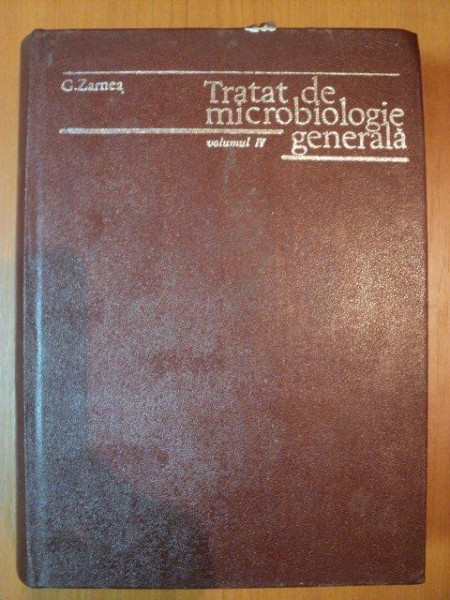 G.Zarnea
Tratat de
microbiologie
volumul IV
generală